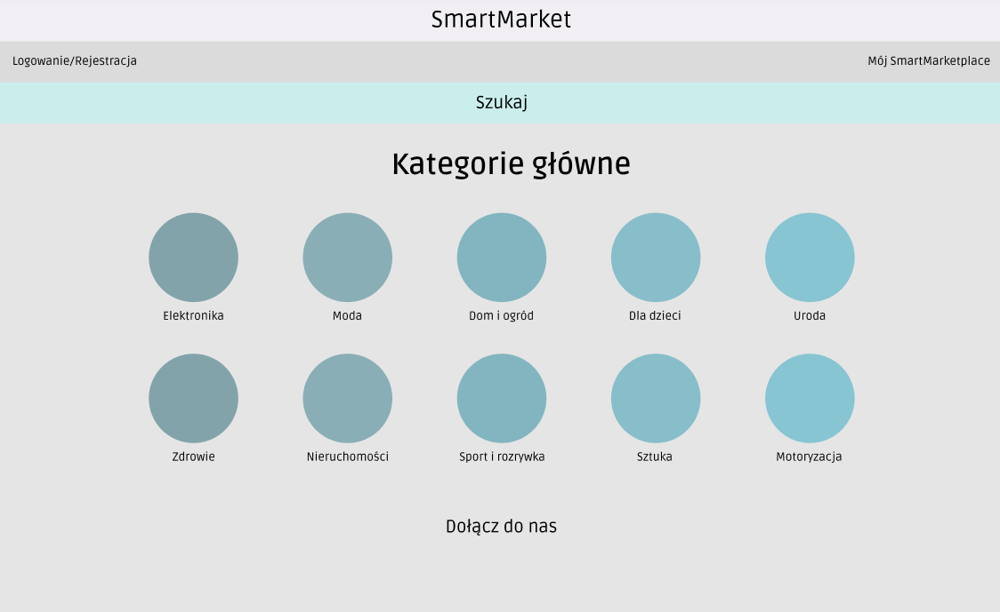 SmartMarket
Logowanie/Rejestracja
Mój SmartMarketplace
Szukaj
Kategorie główne
Elektronika
Moda
Dom i ogród
Dla dzieci
Uroda
Zdrowie
Nieruchomości
Sport i rozrywka
Sztuka
Motoryzacja
Dołącz do nas